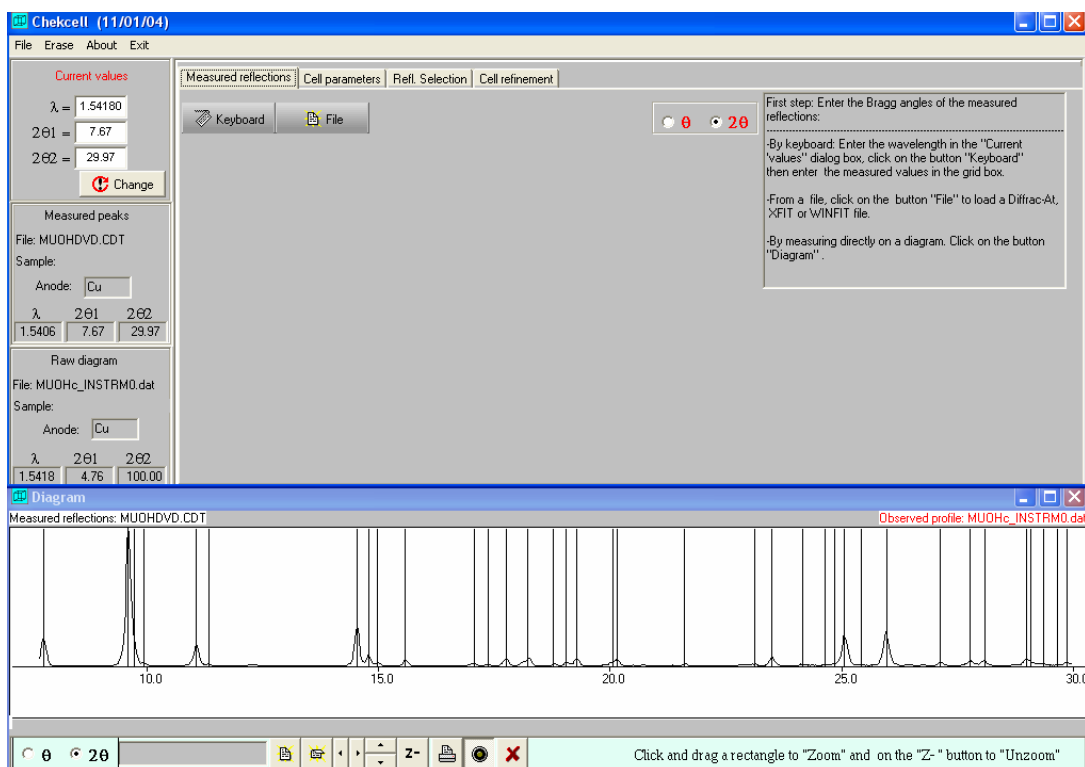 Chekcell (11/01/04)
File Erase About Exit
Current values
λ = 1.54180
2θ1 = 7.67
2θ2 = 29.97
Change
Measured peaks
File: MUOHDVD.CDT
Sample:
Anode: Cu
λ 2θ1 2θ2
1.5406 7.67 29.97
Raw diagram
File: MUOHc_INSTRM0.dat
Sample:
Anode: Cu
λ 2θ1 2θ2
1.5418 4.76 100.00
Measured reflections Cell parameters Refl. Selection Cell refinement
Keyboard File
θ 2θ
First step: Enter the Bragg angles of the measured
reflections:
-By keyboard: Enter the wavelength in the "Current
'values" dialog box, click on the button "Keyboard"
then enter the measured values in the grid box.
-From a file, click on the button "File" to load a Diffrac-At,
XFIT or WINFIT file.
-By measuring directly on a diagram. Click on the button
"Diagram" .
Diagram
Measured reflections: MUOHDVD.CDT Observed profile: MUOHc_INSTRM0.dat
10.0 15.0 20.0 25.0 30.0
θ 2θ Z- Click and drag a rectangle to "Zoom" and on the "Z- " button to "Unzoom"